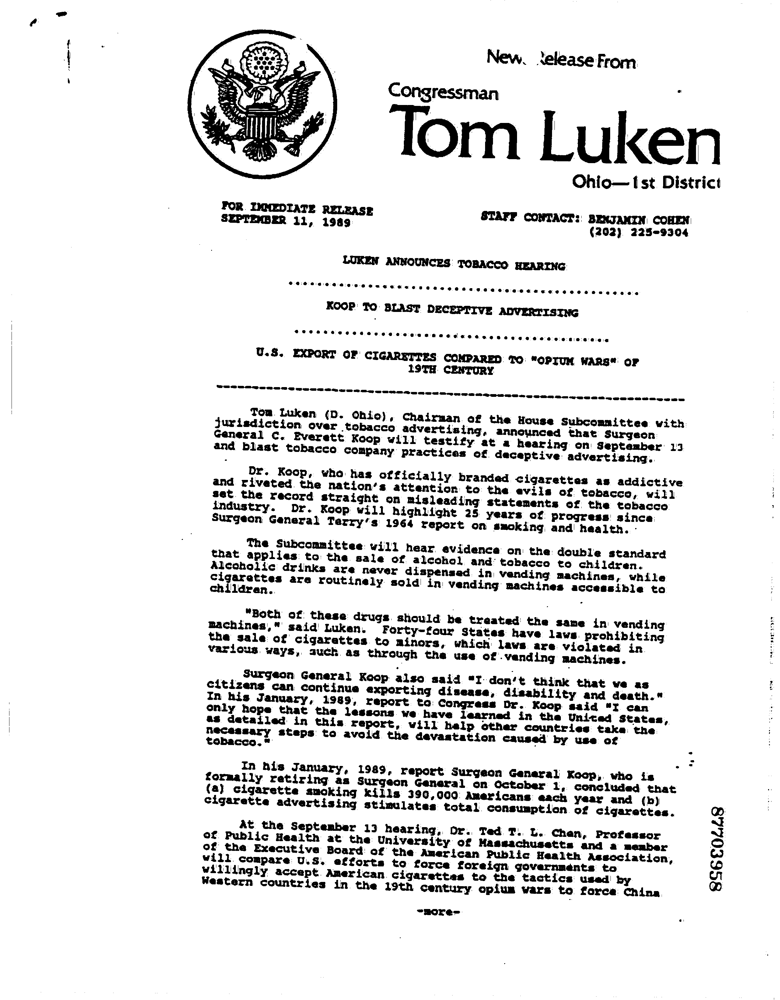 New Release From
Congressman
Tom Luken
Ohio—1st District
FOR IMMEDIATE RELEASE
SEPTEMBER 11, 1989
STAFF CONTACT: BENJAMIN COHEN
(202) 225-9304
LUKEN ANNOUNCES TOBACCO HEARING
................................................
KOOP TO BLAST DECEPTIVE ADVERTISING
...........................................
U.S. EXPORT OF CIGARETTES COMPARED TO "OPIUM WARS" OF
19TH CENTURY
----------------------------------------------------------------
Tom Luken (D. Ohio), Chairman of the House Subcommittee with
jurisdiction over tobacco advertising, announced that Surgeon
General C. Everett Koop will testify at a hearing on September 13
and blast tobacco company practices of deceptive advertising.
Dr. Koop, who has officially branded cigarettes as addictive
and riveted the nation's attention to the evils of tobacco, will
set the record straight on misleading statements of the tobacco
industry. Dr. Koop will highlight 25 years of progress since
Surgeon General Terry's 1964 report on smoking and health.
The Subcommittee will hear evidence on the double standard
that applies to the sale of alcohol and tobacco to children.
Alcoholic drinks are never dispensed in vending machines, while
cigarettes are routinely sold in vending machines accessible to
children.
"Both of these drugs should be treated the same in vending
machines," said Luken. Forty-four States have laws prohibiting
the sale of cigarettes to minors, which laws are violated in
various ways, such as through the use of vending machines.
Surgeon General Koop also said "I don't think that we as
citizens can continue exporting disease, disability and death."
In his January, 1989, report to Congress Dr. Koop said "I can
only hope that the lessons we have learned in the United States,
as detailed in this report, will help other countries take the
necessary steps to avoid the devastation caused by use of
tobacco."
In his January, 1989, report Surgeon General Koop, who is
formally retiring as Surgeon General on October 1, concluded that
(a) cigarette smoking kills 390,000 Americans each year and (b)
cigarette advertising stimulates total consumption of cigarettes.
At the September 13 hearing, Dr. Ted T. L. Chen, Professor
of Public Health at the University of Massachusetts and a member
of the Executive Board of the American Public Health Association,
will compare U.S. efforts to force foreign governments to
willingly accept American cigarettes to the tactics used by
Western countries in the 19th century opium wars to force China
-more-
87703958